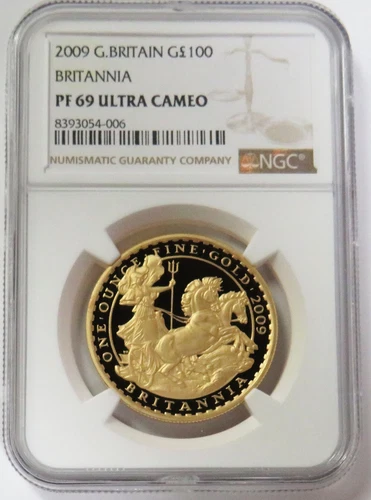 2009 G.BRITAIN G£100
BRITANNIA
PF 69 ULTRA CAMEO
8393054-006
NUMISMATIC GUARANTY COMPANY
NGC®
ONE·OUNCE·FINE·GOLD·2009
BRITANNIA